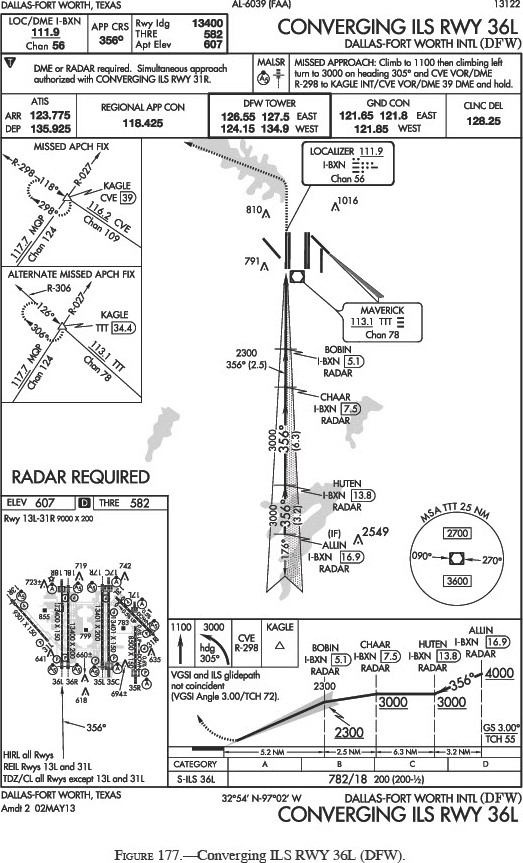 DALLAS-FORT WORTH, TEXAS
AL-6039 (FAA)
13122
LOC/DME I-BXN
111.9
Chan 56
APP CRS
356°
Rwy ldg 13400
THRE 582
Apt Elev 607
CONVERGING ILS RWY 36L
DALLAS-FORT WORTH INTL (DFW)
T
DME or RADAR required. Simultaneous approach
authorized with CONVERGING ILS RWY 31R.
MALSR
MISSED APPROACH: Climb to 1100 then climbing left
turn to 3000 on heading 305° and CVE VOR/DME
R-298 to KAGLE INT/CVE VOR/DME 39 DME and hold.
ATIS
ARR 123.775
DEP 135.925
REGIONAL APP CON
118.425
DFW TOWER
126.55 127.5 EAST
124.15 134.9 WEST
GND CON
121.65 121.8 EAST
121.85 WEST
CLNC DEL
128.25
MISSED APCH FIX
R-298
118°
298°
R-027
KAGLE
CVE 39
116.2 CVE
Chan 109
117.7 MQP
Chan 124
ALTERNATE MISSED APCH FIX
R-306
126°
306°
R-027
KAGLE
TTT 34.4
113.1 TTT
Chan 78
117.7 MQP
Chan 124
LOCALIZER 111.9
I-BXN
Chan 56
810
1016
791
MAVERICK
113.1 TTT
Chan 78
2300
356° (2.5)
BOBIN
I-BXN 5.1
RADAR
CHAAR
I-BXN 7.5
RADAR
3000
356°
(6.3)
HUTEN
I-BXN 13.8
RADAR
3000
356°
(3.2)
176°
(IF)
ALLIN
I-BXN 16.9
RADAR
2549
RADAR REQUIRED
MSA TTT 25 NM
2700
090°
270°
3600
ELEV 607
D
THRE 582
Rwy 13L-31R 9000 X 200
723±
719
742
18R
18L
17R
17C
855
799
783
660±
641
635
36L
36R
35L
35C
35R
618
694±
356°
HIRL all Rwys
REIL Rwys 13L and 31L
TDZ/CL all Rwys except 13L and 31L
1100
3000
hdg
305°
CVE
R-298
KAGLE
VGSI and ILS glidepath
not coincident
(VGSI Angle 3.00/TCH 72).
BOBIN
I-BXN 5.1
RADAR
CHAAR
I-BXN 7.5
RADAR
HUTEN
I-BXN 13.8
RADAR
ALLIN
I-BXN 16.9
RADAR
2300
2300
3000
3000
356°
4000
GS 3.00°
TCH 55
5.2 NM
2.5 NM
6.3 NM
3.2 NM
CATEGORY
A
B
C
D
S-ILS 36L
782/18 200 (200-½)
DALLAS-FORT WORTH, TEXAS
Amdt 2 02MAY13
32°54' N-97°02' W
DALLAS-FORT WORTH INTL (DFW)
CONVERGING ILS RWY 36L
FIGURE 177.—Converging ILS RWY 36L (DFW).